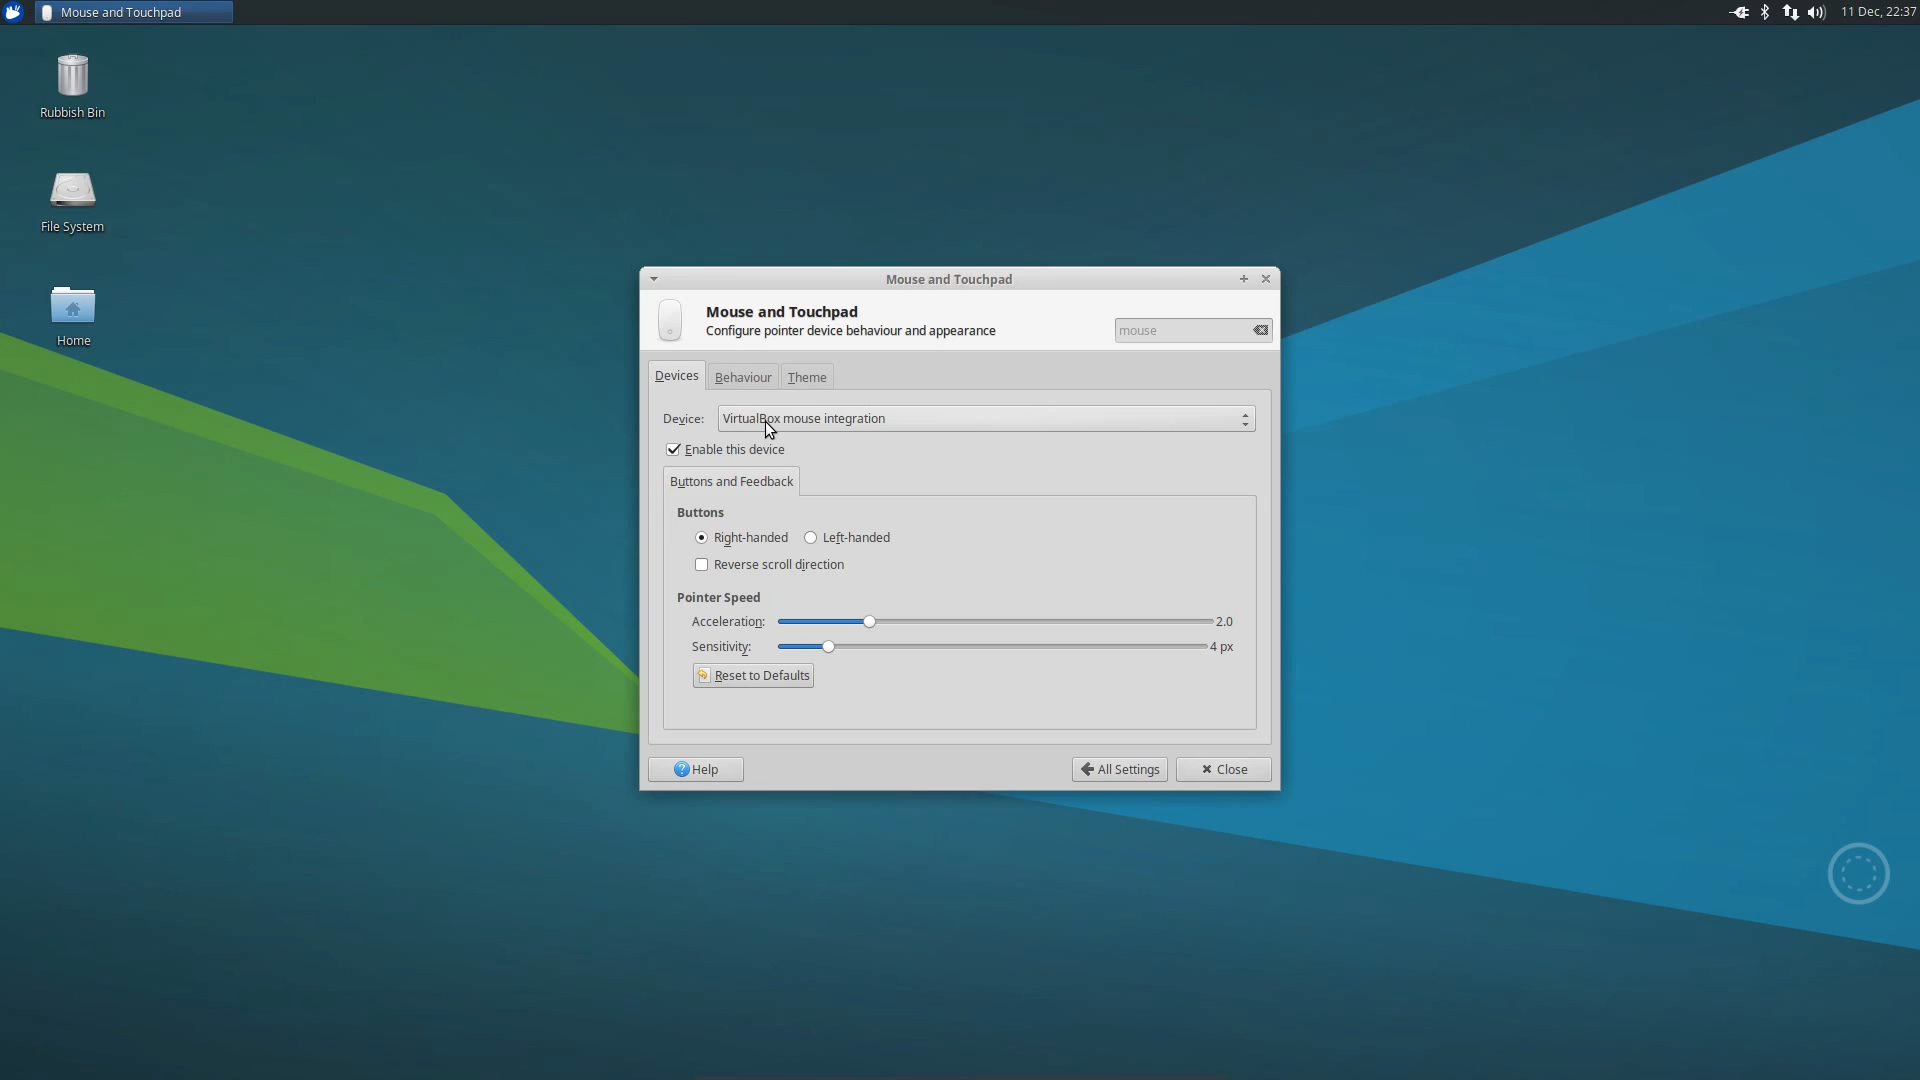 Mouse and Touchpad
11 Dec, 22:37
Rubbish Bin
File System
Home
Mouse and Touchpad
Mouse and Touchpad
Configure pointer device behaviour and appearance
mouse
Devices Behaviour Theme
Device: VirtualBox mouse integration
Enable this device
Buttons and Feedback
Buttons
Right-handed Left-handed
Reverse scroll direction
Pointer Speed
Acceleration: 2.0
Sensitivity: 4 px
Reset to Defaults
Help All Settings Close